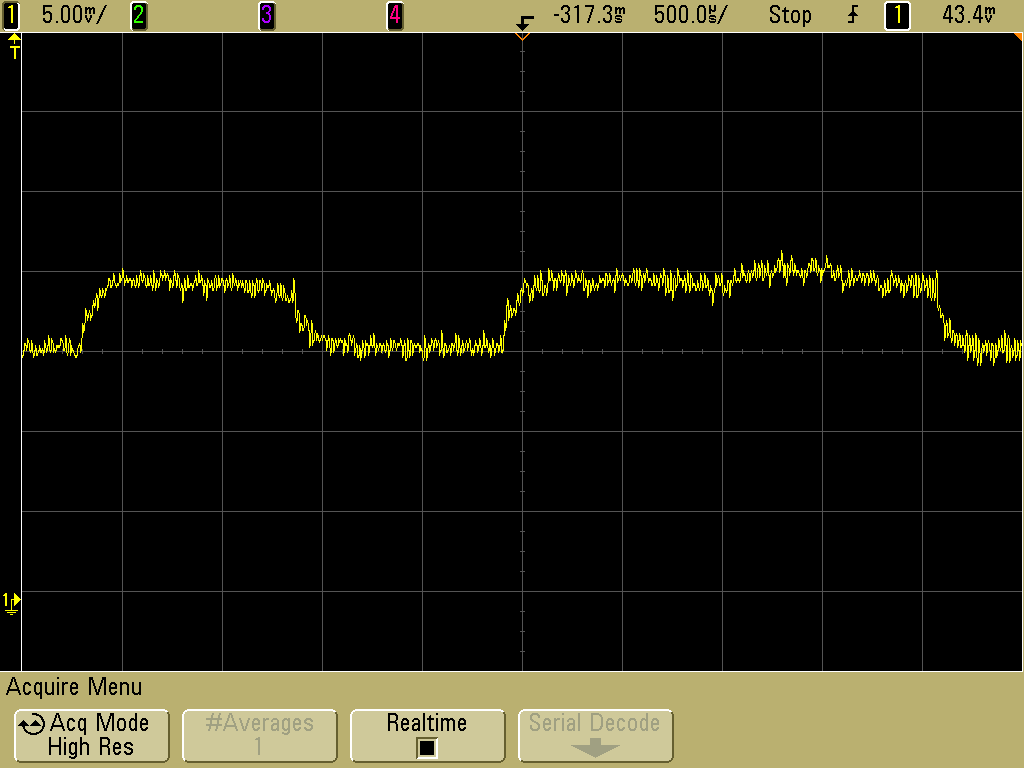 1 5.00mV/ 2 3 4 -317.3ms 500.0µs/ Stop 1 43.4mV
T
1
Acquire Menu
Acq Mode #Averages Realtime Serial Decode
High Res 1